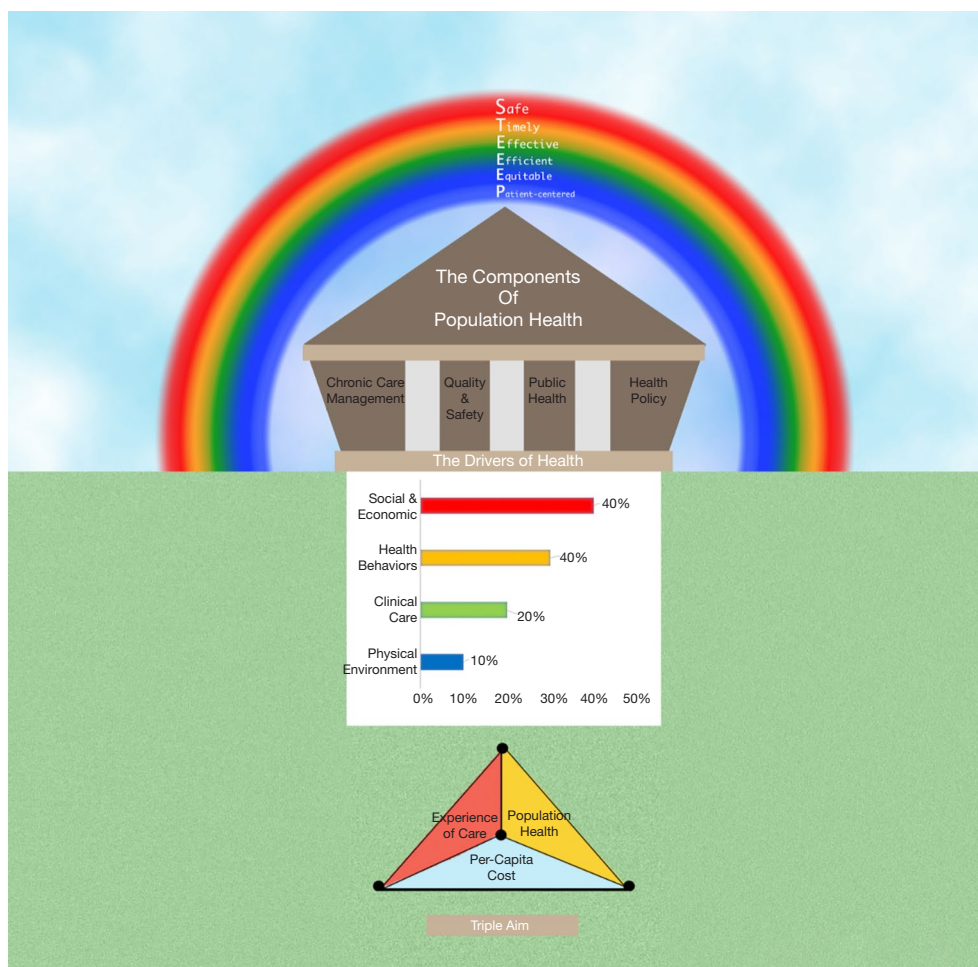 Safe
Timely
Effective
Efficient
Equitable
Patient-centered
The Components
Of
Population Health
Chronic Care
Management
Quality
&
Safety
Public
Health
Health
Policy
The Drivers of Health
Social &
Economic
40%
Health
Behaviors
40%
Clinical
Care
20%
Physical
Environment
10%
0% 10% 20% 30% 40% 50%
Experience
of Care
Population
Health
Per-Capita
Cost
Triple Aim